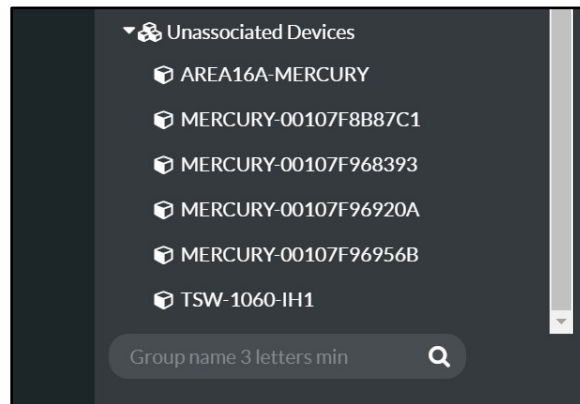 Unassociated Devices
AREA16A-MERCURY
MERCURY-00107F8B87C1
MERCURY-00107F968393
MERCURY-00107F96920A
MERCURY-00107F96956B
TSW-1060-IH1
Group name 3 letters min